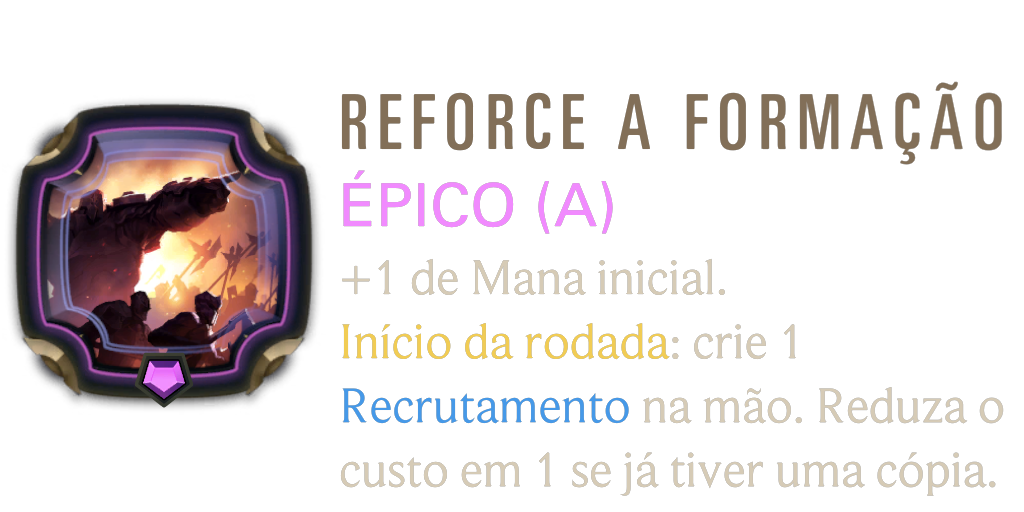 REFORCE A FORMAÇÃO
ÉPICO (A)
+1 de Mana inicial.
Início da rodada: crie 1
Recrutamento na mão. Reduza o
custo em 1 se já tiver uma cópia.